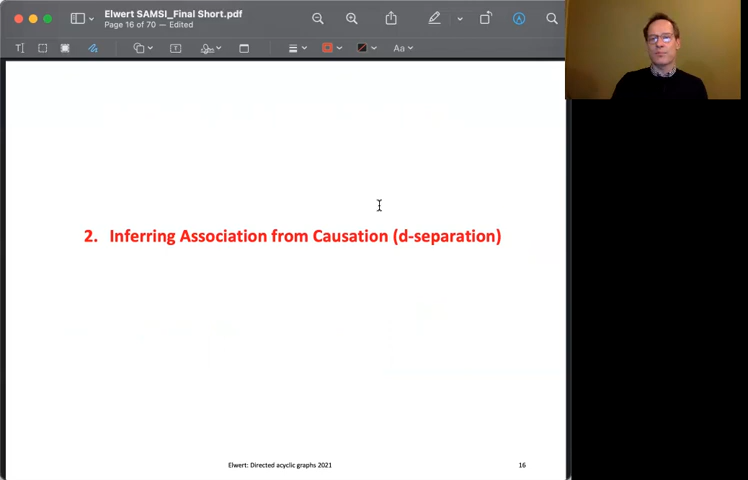 Elwert SAMSI_Final Short.pdf
Page 16 of 70 — Edited
Aa
2. Inferring Association from Causation (d-separation)
Elwert: Directed acyclic graphs 2021
16